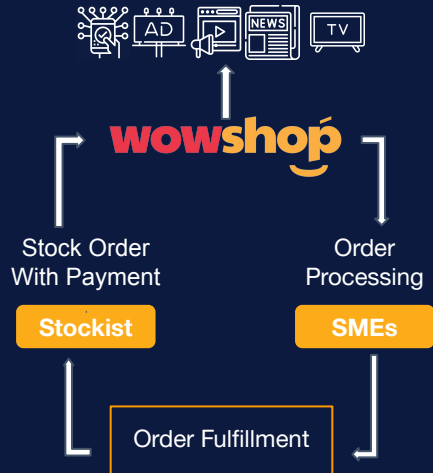 AD
NEWS
TV
wowshop
Stock Order
With Payment
Order
Processing
Stockist
SMEs
Order Fulfillment